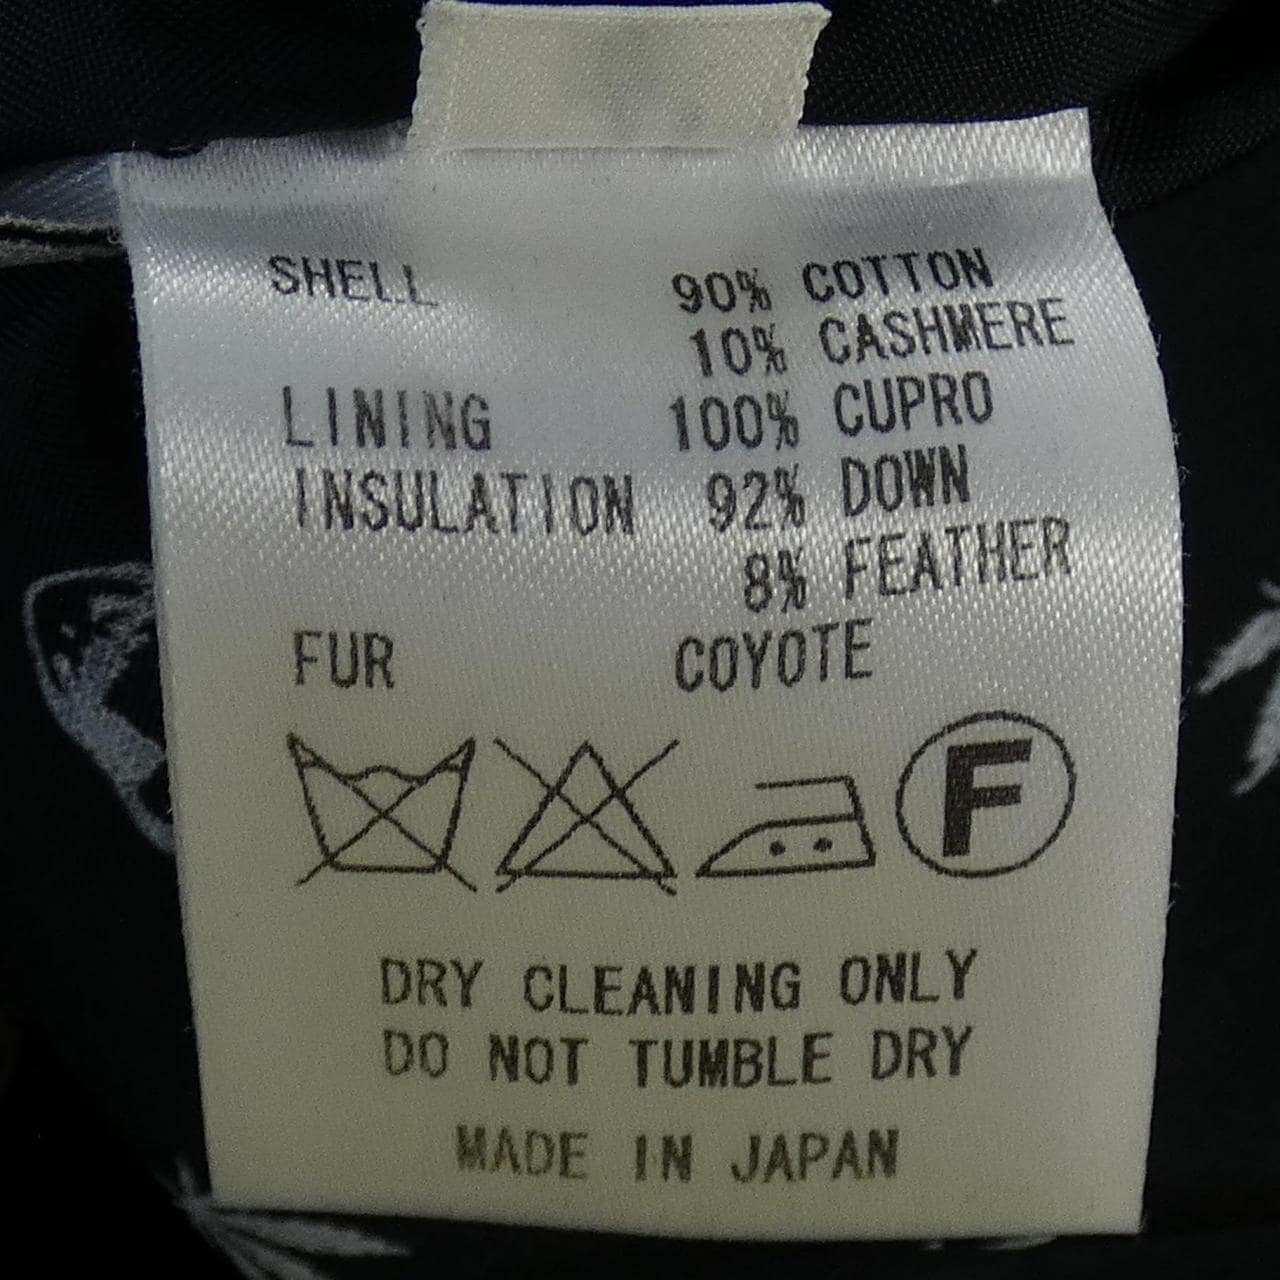 SHELL 90% COTTON
10% CASHMERE
LINING 100% CUPRO
INSULATION 92% DOWN
8% FEATHER
FUR COYOTE
F
DRY CLEANING ONLY
DO NOT TUMBLE DRY
MADE IN JAPAN